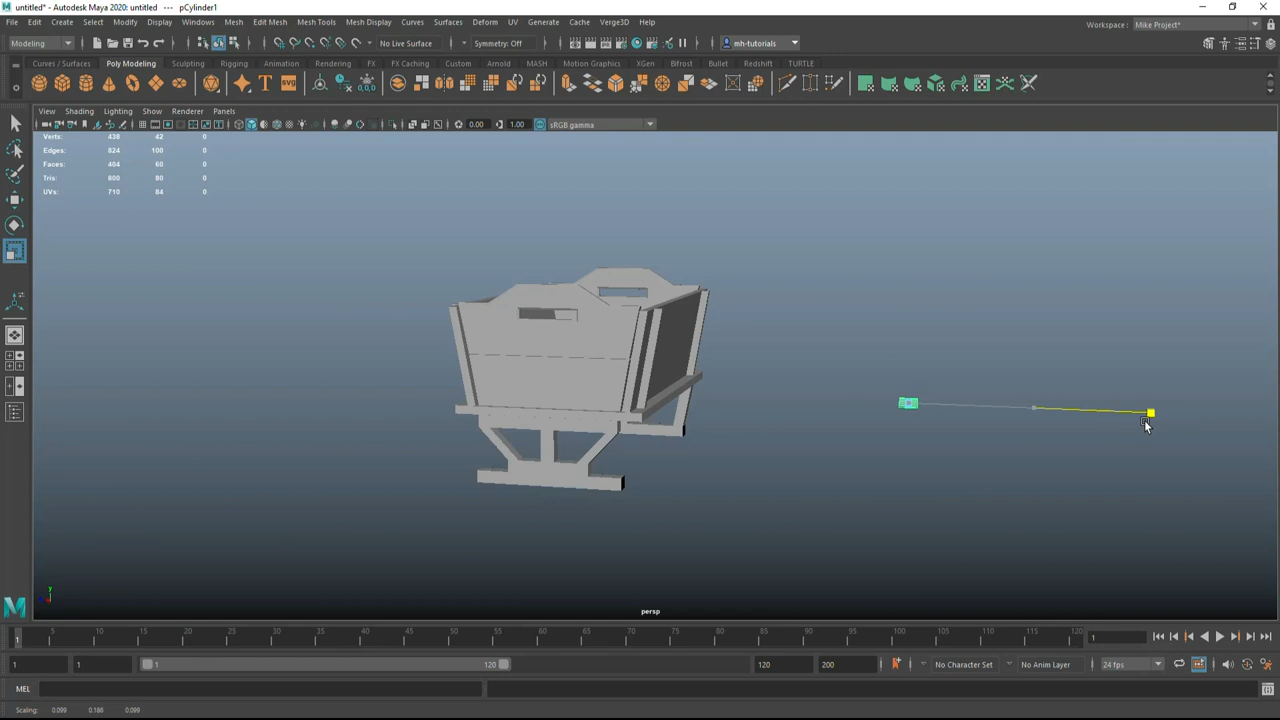 untitled* - Autodesk Maya 2020: untitled --- pCylinder1
File Edit Create Select Modify Display Windows Mesh Edit Mesh Mesh Tools Mesh Display Curves Surfaces Deform UV Generate Cache Verge3D Help
Workspace : Mike Project*
Modeling No Live Surface Symmetry: Off mh-tutorials
Curves / Surfaces Poly Modeling Sculpting Rigging Animation Rendering FX FX Caching Custom Arnold MASH Motion Graphics XGen Bifrost Bullet Redshift TURTLE
SVG 0,0,0
View Shading Lighting Show Renderer Panels
0.00 1.00 sRGB gamma
Verts: 438 42 0
Edges: 824 100 0
Faces: 404 60 0
Tris: 800 80 0
UVs: 710 84 0
y
persp
5 10 15 20 25 30 35 40 45 50 55 60 65 70 75 80 85 90 95 100 105 110 115 120
1 1
1 1 1 120 120 200 No Character Set No Anim Layer 24 fps
MEL
Scaling: 0.099 0.186 0.099